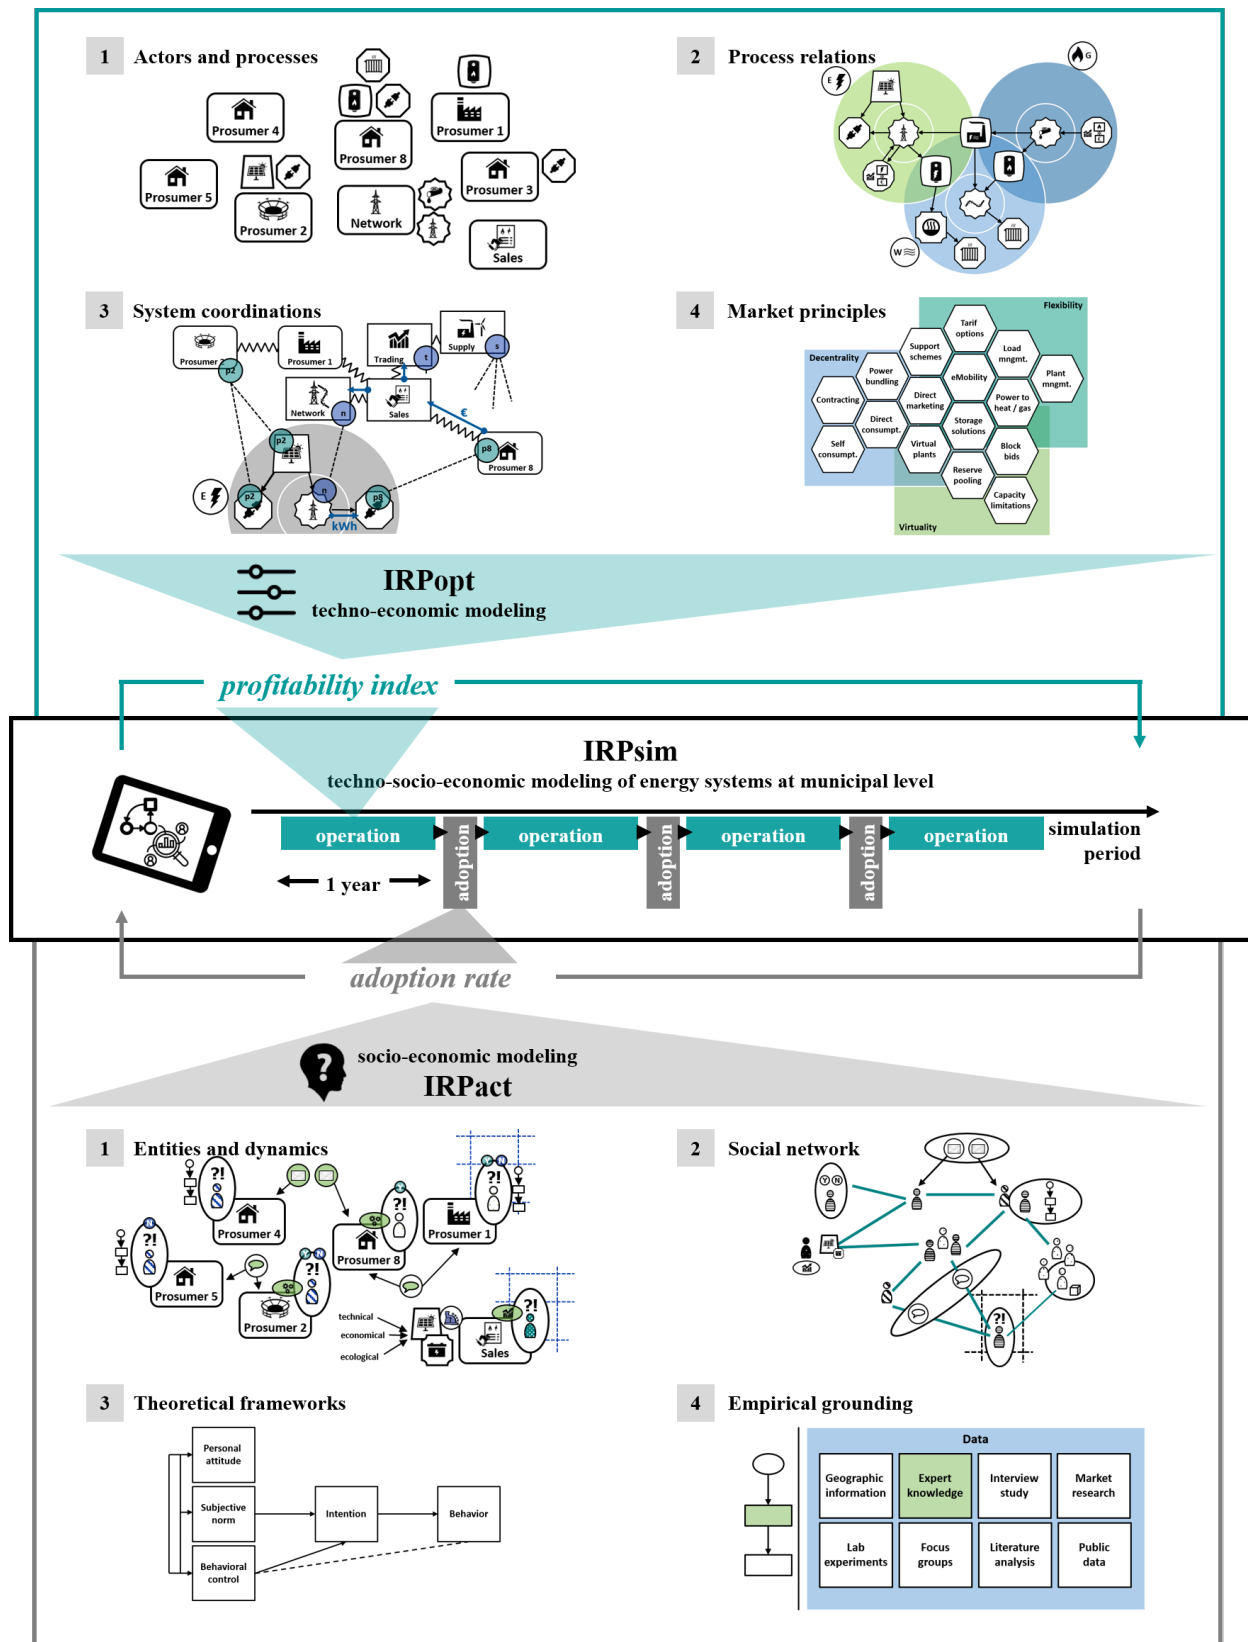 1 Actors and processes
Prosumer 4
Prosumer 8
Prosumer 1
Prosumer 5
Prosumer 2
Network
Prosumer 3
Sales
2 Process relations
E
G
W
3 System coordinations
Prosumer 2
Prosumer 1
Trading
Supply
Network
Sales
Prosumer 8
p2
t
s
n
€
p8
p2
E
p2
n
p8
kWh
4 Market principles
Flexibility
Decentrality
Virtuality
Tarif
options
Support
schemes
Load
mngmt.
Power
bundling
eMobility
Plant
mngmt.
Contracting
Direct
marketing
Power to
heat / gas
Direct
consumpt.
Storage
solutions
Self
consumpt.
Virtual
plants
Block
bids
Reserve
pooling
Capacity
limitations
IRPopt
techno-economic modeling
profitability index
IRPsim
techno-socio-economic modeling of energy systems at municipal level
operation
adoption
operation
adoption
operation
adoption
operation
simulation
period
1 year
adoption rate
?
socio-economic modeling
IRPact
1 Entities and dynamics
?!
Prosumer 4
N
?!
Prosumer 5
Y N
?!
Prosumer 2
?!
Prosumer 8
Y N
?!
Prosumer 1
technical
economical
ecological
Sales
?!
2 Social network
Y N
?!
3 Theoretical frameworks
Personal
attitude
Subjective
norm
Behavioral
control
Intention
Behavior
4 Empirical grounding
Data
Geographic
information
Expert
knowledge
Interview
study
Market
research
Lab
experiments
Focus
groups
Literature
analysis
Public
data